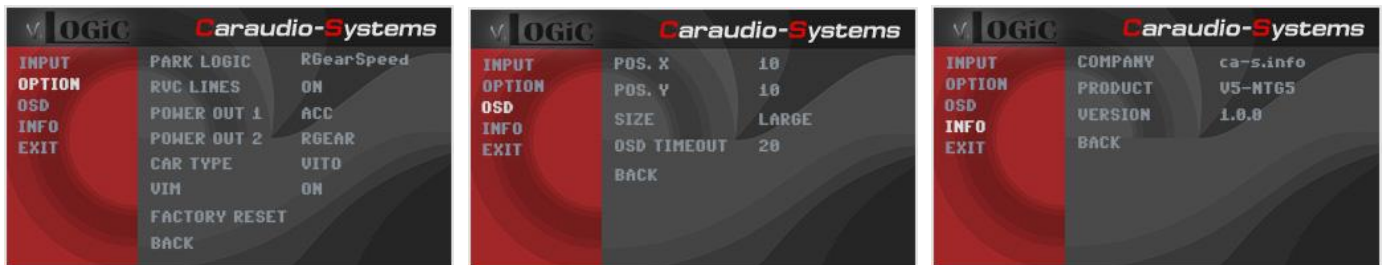 v.LOGiC Caraudio-Systems
INPUT
OPTION
OSD
INFO
EXIT
PARK LOGIC RGearSpeed
RVC LINES ON
POWER OUT 1 ACC
POWER OUT 2 RGEAR
CAR TYPE VITO
VIM ON
FACTORY RESET
BACK
v.LOGiC Caraudio-Systems
INPUT
OPTION
OSD
INFO
EXIT
POS. X 10
POS. Y 10
SIZE LARGE
OSD TIMEOUT 20
BACK
v.LOGiC Caraudio-Systems
INPUT
OPTION
OSD
INFO
EXIT
COMPANY ca-s.info
PRODUCT V5-NTG5
VERSION 1.0.0
BACK